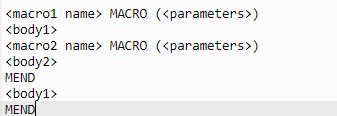 <macro1 name> MACRO (<parameters>)
<body1>
<macro2 name> MACRO (<parameters>)
<body2>
MEND
<body1>
MEND